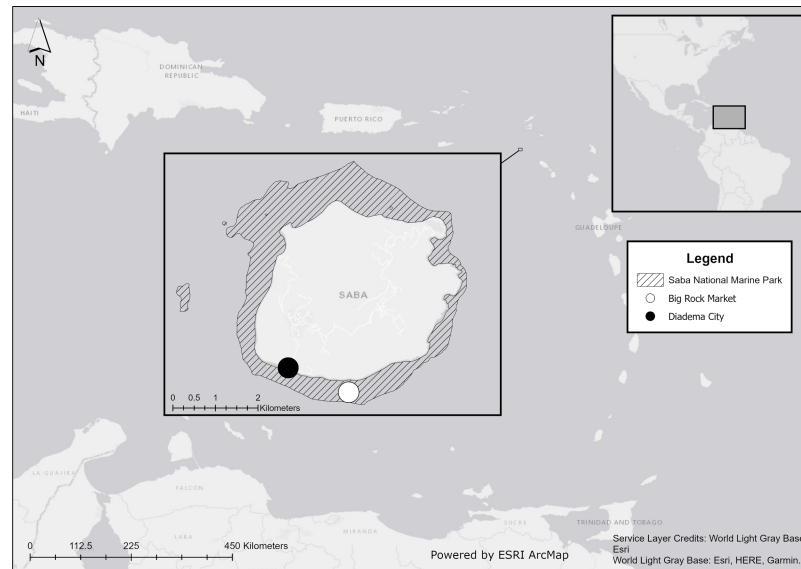 N
DOMINICAN
REPUBLIC
HAITI
PUERTO RICO
GUADELOUPE
Legend
Saba National Marine Park
Big Rock Market
Diadema City
SABA
0 0.5 1 2
Kilometers
LA GUAJIRA
FALCÓN
LARA
MIRANDA
SUCRE
TRINIDAD AND TOBAGO
0 112.5 225 450 Kilometers
Powered by ESRI ArcMap
Service Layer Credits: World Light Gray Base
Esri
World Light Gray Base: Esri, HERE, Garmin,